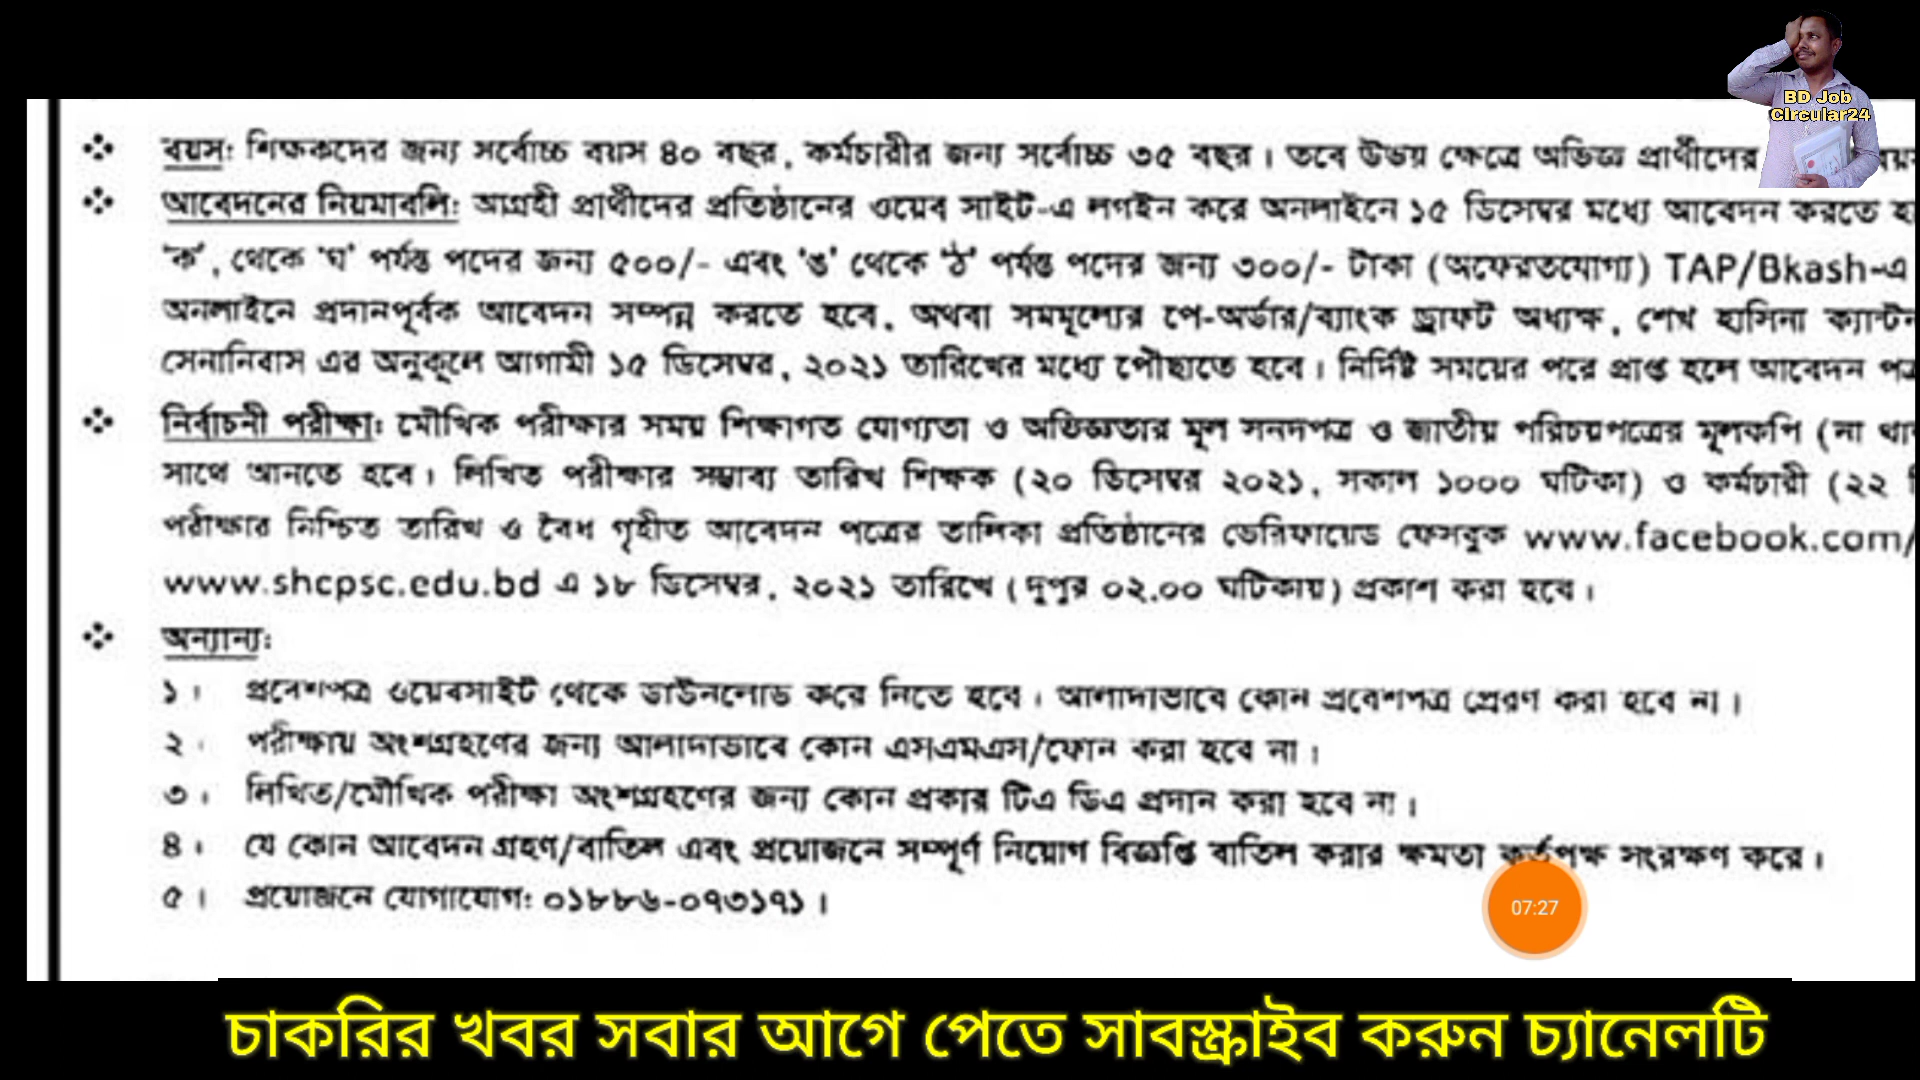 BD Job
Circular24
❖ বয়স: শিক্ষকদের জন্য সর্বোচ্চ বয়স ৪০ বছর, কর্মচারীর জন্য সর্বোচ্চ ৩৫ বছর। তবে উভয় ক্ষেত্রে অভিজ্ঞ প্রার্থীদের
❖ আবেদনের নিয়মাবলি: আগ্রহী প্রার্থীদের প্রতিষ্ঠানের ওয়েব সাইট-এ লগইন করে অনলাইনে ১৫ ডিসেম্বর মধ্যে আবেদন করতে
'ক', থেকে 'ঘ' পর্যন্ত পদের জন্য ৫০০/- এবং 'ঙ' থেকে 'ঠ' পর্যন্ত পদের জন্য ৩০০/- টাকা (অফেরতযোগ্য) TAP/Bkash-এ
অনলাইনে প্রদানপূর্বক আবেদন সম্পন্ন করতে হবে, অথবা সমমূল্যের পে-অর্ডার/ব্যাংক ড্রাফট অধ্যক্ষ, শেখ হাসিনা
সেনানিবাস এর অনুকূলে আগামী ১৫ ডিসেম্বর, ২০২১ তারিখের মধ্যে পৌঁছাতে হবে। নির্দিষ্ট সময়ের পরে প্রাপ্ত হলে আবেদন
❖ নির্বাচনী পরীক্ষা: মৌখিক পরীক্ষার সময় শিক্ষাগত যোগ্যতা ও অভিজ্ঞতার মূল সনদপত্র ও জাতীয় পরিচয়পত্রের মূলকপি (না
সাথে আনতে হবে। লিখিত পরীক্ষার সম্ভাব্য তারিখ শিক্ষক (২০ ডিসেম্বর ২০২১, সকাল ১০০০ ঘটিকা) ও কর্মচারী (২২
পরীক্ষার নিশ্চিত তারিখ ও বৈধ গৃহীত আবেদন পত্রের তালিকা প্রতিষ্ঠানের ভেরিফায়েড ফেসবুক www.facebook.com/
www.shcpsc.edu.bd এ ১৮ ডিসেম্বর, ২০২১ তারিখে (দুপুর ০২.০০ ঘটিকায়) প্রকাশ করা হবে।
❖ অন্যান্য:
১। প্রবেশপত্র ওয়েবসাইট থেকে ডাউনলোড করে নিতে হবে। আলাদাভাবে কোন প্রবেশপত্র প্রেরণ করা হবে না।
২। পরীক্ষায় অংশগ্রহণের জন্য আলাদাভাবে কোন এসএমএস/ফোন করা হবে না।
৩। লিখিত/মৌখিক পরীক্ষা অংশগ্রহণের জন্য কোন প্রকার টিএ ডিএ প্রদান করা হবে না।
৪। যে কোন আবেদন গ্রহণ/বাতিল এবং প্রয়োজনে সম্পূর্ণ নিয়োগ বিজ্ঞপ্তি বাতিল করার ক্ষমতা কর্তৃপক্ষ সংরক্ষণ করে।
৫। প্রয়োজনে যোগাযোগ: ০১৮৮৬-০৭৩১৭১।
07:27
চাকরির খবর সবার আগে পেতে সাবস্ক্রাইব করুন চ্যানেলটি